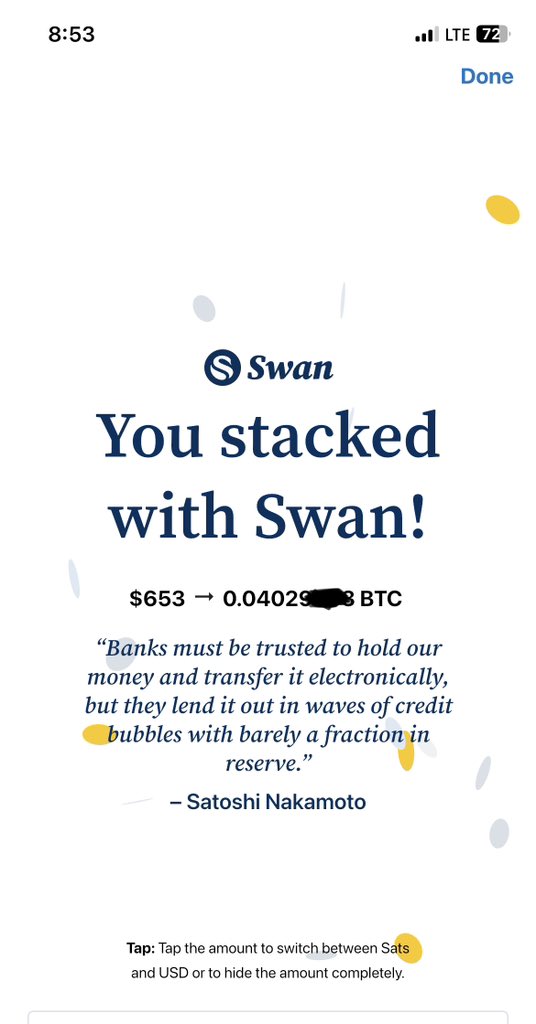 8:53
LTE 72
Done
Swan
You stacked
with Swan!
$653 → 0.04029 3 BTC
“Banks must be trusted to hold our
money and transfer it electronically,
but they lend it out in waves of credit
bubbles with barely a fraction in
reserve.”
– Satoshi Nakamoto
Tap: Tap the amount to switch between Sats
and USD or to hide the amount completely.